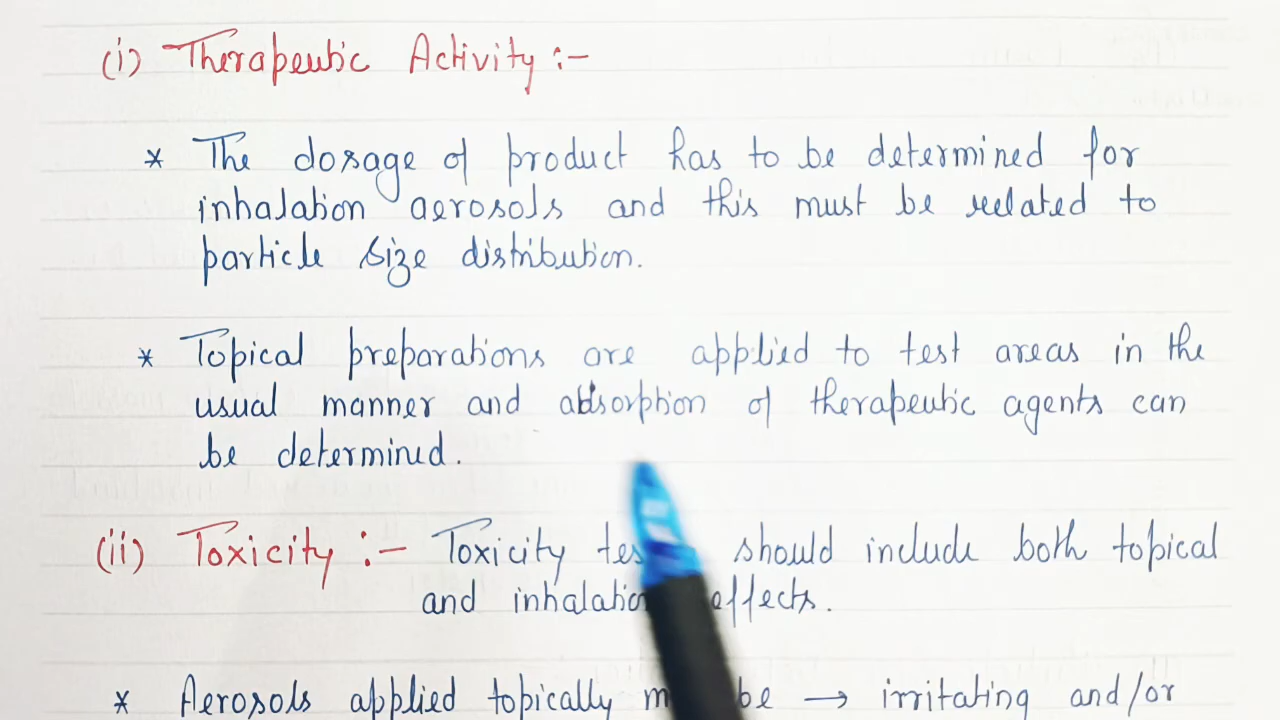 (i) Therapeutic Activity :-
* The dosage of product has to be determined for
inhalation aerosols and this must be related to
particle size distribution.
* Topical preparations are applied to test areas in the
usual manner and absorption of therapeutic agents can
be determined.
(ii) Toxicity :- Toxicity should include both topical
and effects.
* Aerosols applied topically be → irritating and/or